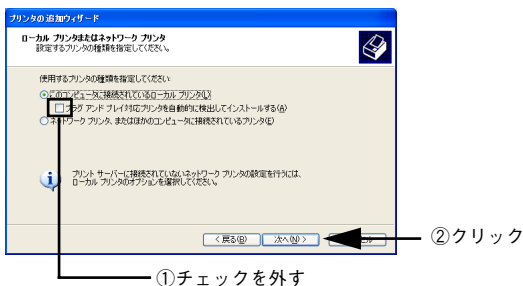 プリンタの追加ウィザード
ローカル プリンタまたはネットワーク プリンタ
設定するプリンタの種類を指定してください。
使用するプリンタの種類を指定してください:
このコンピュータに接続されているローカル プリンタ(L)
プラグ アンド プレイ対応プリンタを自動的に検出してインストールする(A)
ネットワーク プリンタ、またはほかのコンピュータに接続されているプリンタ(E)
プリント サーバーに接続されていないネットワーク プリンタの設定を行うには、
ローカル プリンタのオプションを選択してください。
< 戻る(B)
次へ(N) >
②クリック
①チェックを外す